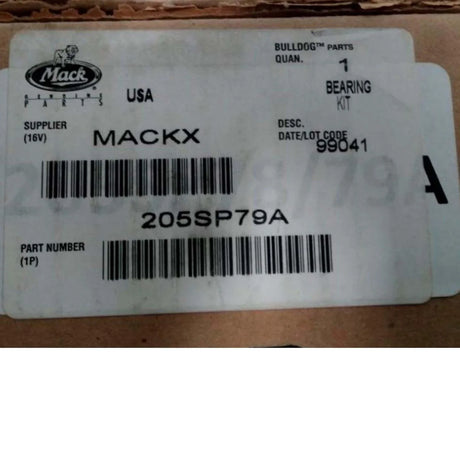 Mack
GENUINE
PARTS
USA
BULLDOG™ PARTS
QUAN. 1
BEARING
KIT
SUPPLIER
(16V)
MACKX
DESC.
DATE/LOT CODE
99041
A
205SP79A
PART NUMBER
(1P)